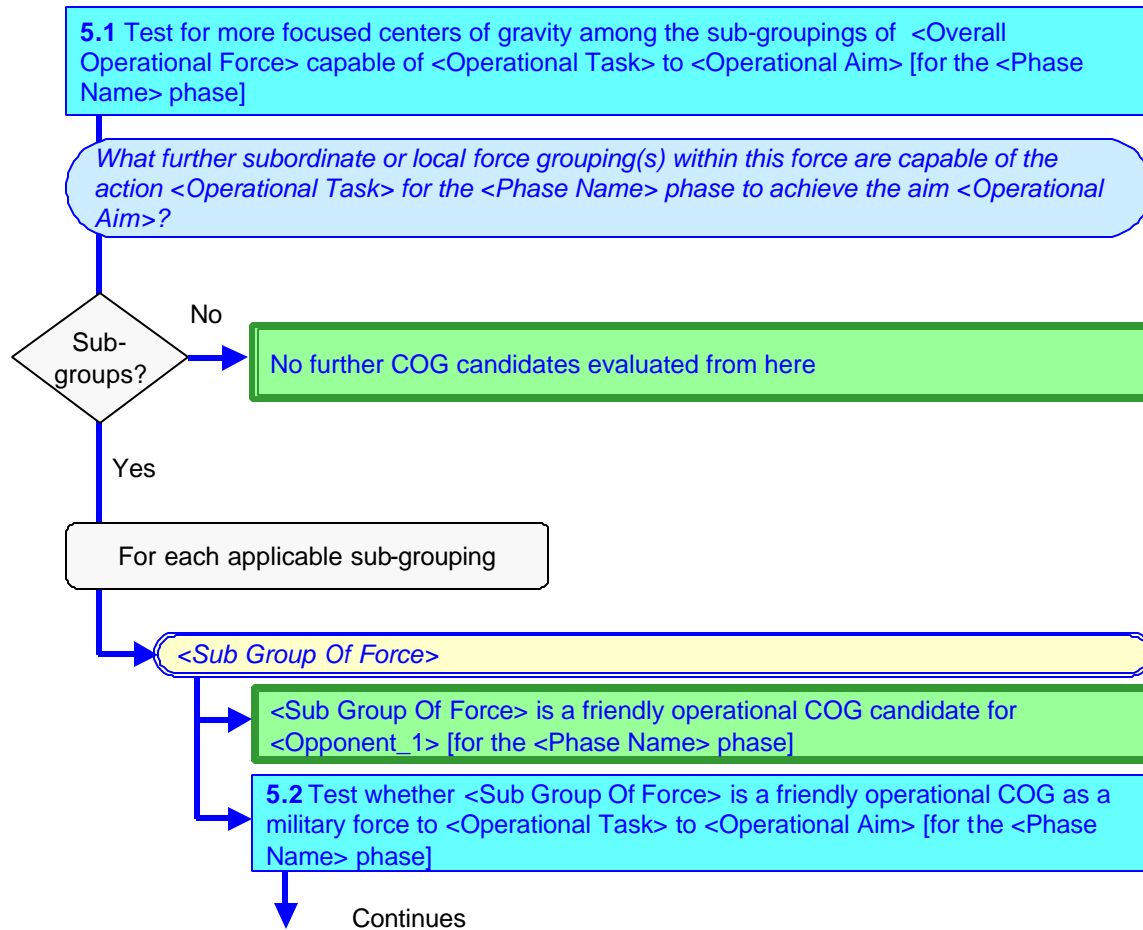 5.1 Test for more focused centers of gravity among the sub-groupings of <Overall
Operational Force> capable of <Operational Task> to <Operational Aim> [for the <Phase
Name> phase]
What further subordinate or local force grouping(s) within this force are capable of the
action <Operational Task> for the <Phase Name> phase to achieve the aim <Operational
Aim>?
No
Sub-
groups?
No further COG candidates evaluated from here
Yes
For each applicable sub-grouping
<Sub Group Of Force>
<Sub Group Of Force> is a friendly operational COG candidate for
<Opponent_1> [for the <Phase Name> phase]
5.2 Test whether <Sub Group Of Force> is a friendly operational COG as a
military force to <Operational Task> to <Operational Aim> [for the <Phase
Name> phase]
Continues